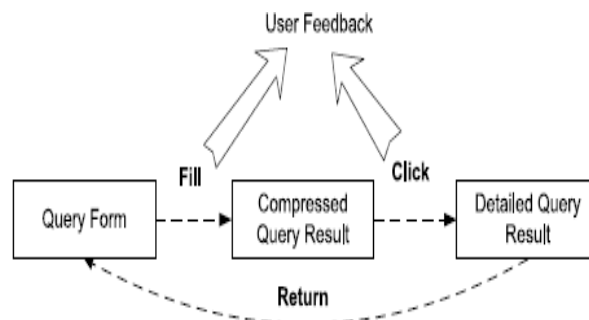 User Feedback
Fill
Click
Query Form
Compressed
Query Result
Detailed Query
Result
Return